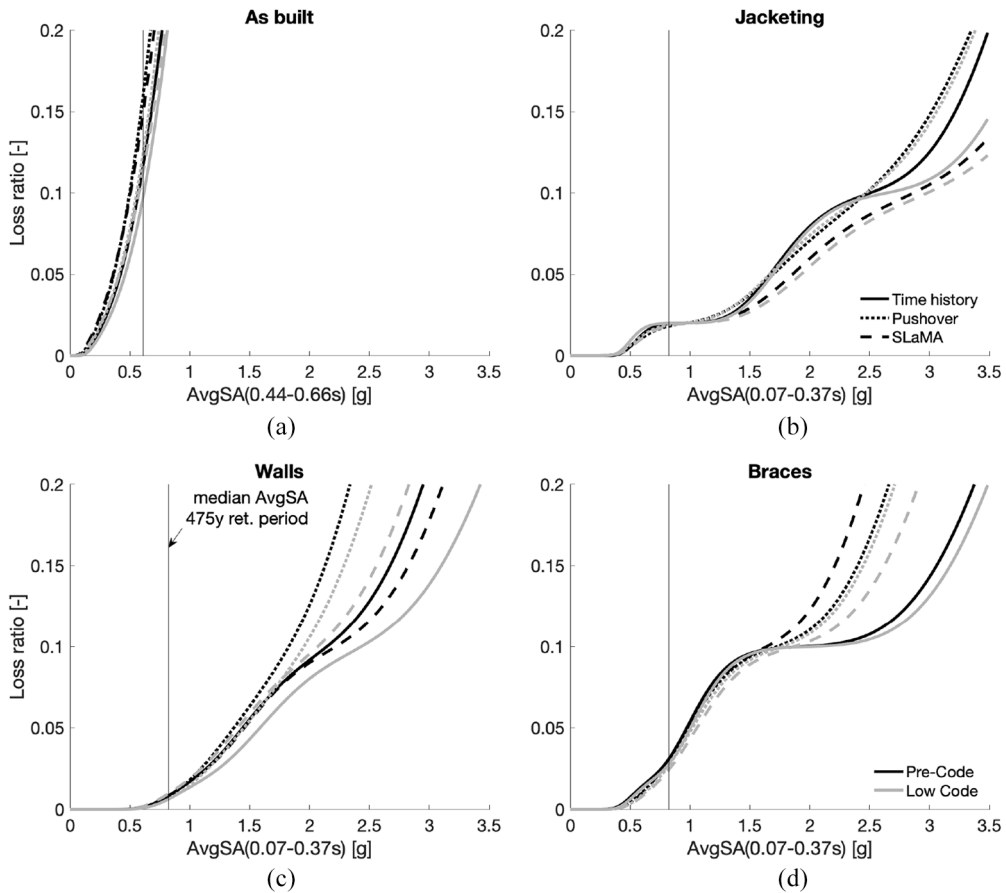 As built
0.2
0.15
0.1
0.05
0
Loss ratio [-]
0 0.5 1 1.5 2 2.5 3 3.5
AvgSA(0.44-0.66s) [g]
(a)
Jacketing
0.2
0.15
0.1
0.05
0
Time history
Pushover
SLaMA
0 0.5 1 1.5 2 2.5 3 3.5
AvgSA(0.07-0.37s) [g]
(b)
Walls
median AvgSA
475y ret. period
0.2
0.15
0.1
0.05
0
Loss ratio [-]
0 0.5 1 1.5 2 2.5 3 3.5
AvgSA(0.07-0.37s) [g]
(c)
Braces
0.2
0.15
0.1
0.05
0
Pre-Code
Low Code
0 0.5 1 1.5 2 2.5 3 3.5
AvgSA(0.07-0.37s) [g]
(d)